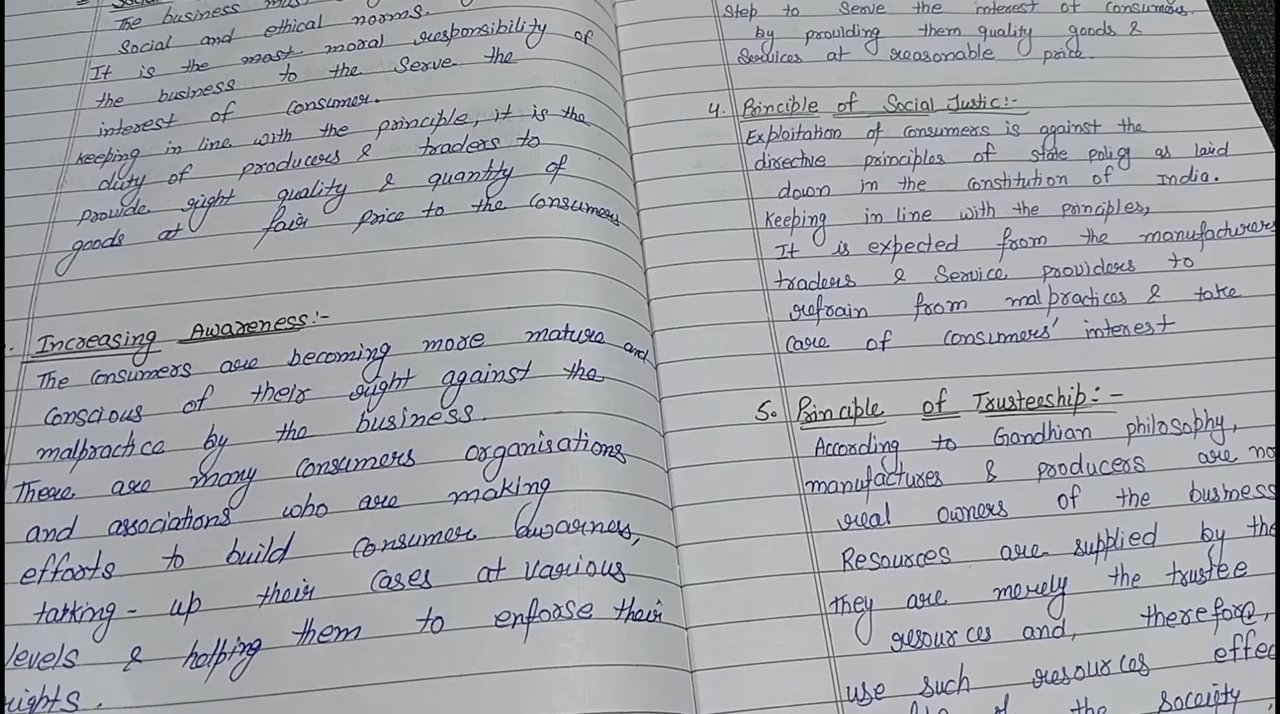 The business
Social and ethical norms.
It is the most moral responsibility of
the business to the Serve the
interest of consumer.
Keeping in line with the principle, it is the
duty of producers & traders to
provide right quality & quantity of
goods at fair price to the consumers
Increasing Awareness:-
The consumers are becoming more mature and
conscious of their right against the
malpractice by the business.
There are many consumers organisations
and associations who are making
efforts to build consumer awarness,
tatking-up their cases at various
levels & helping them to enforse their
rights.
Step to Serve the interest of consumers
by providing them quality goods &
Services at reasonable price.
4. Principle of Social Justic:-
Exploitation of consumers is against the
directive principles of state policy as laid
down in the constitution of India.
Keeping in line with the principles,
It is expected from the manufacturers
traders & Service providers to
refrain from malpractices & take
care of consumers' interest
5. Principle of Trusteeship:-
According to Gandhian philosophy,
manufactures & producers are no
real owners of the business
Resources are supplied by the
They are merely the trustee
resources and, therefore,
use such resources effec
of the soceity,